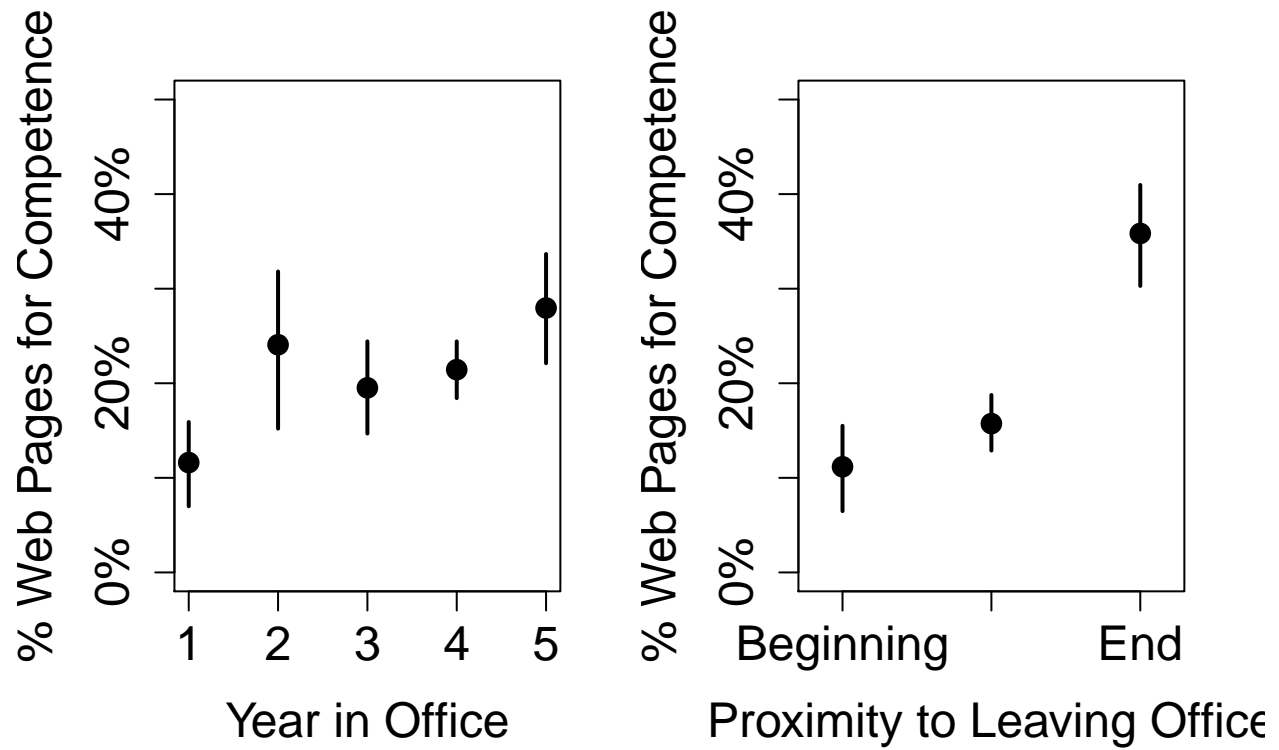 % Web Pages for Competence
40%
20%
0%
1 2 3 4 5
Year in Office
% Web Pages for Competence
40%
20%
0%
Beginning End
Proximity to Leaving Office